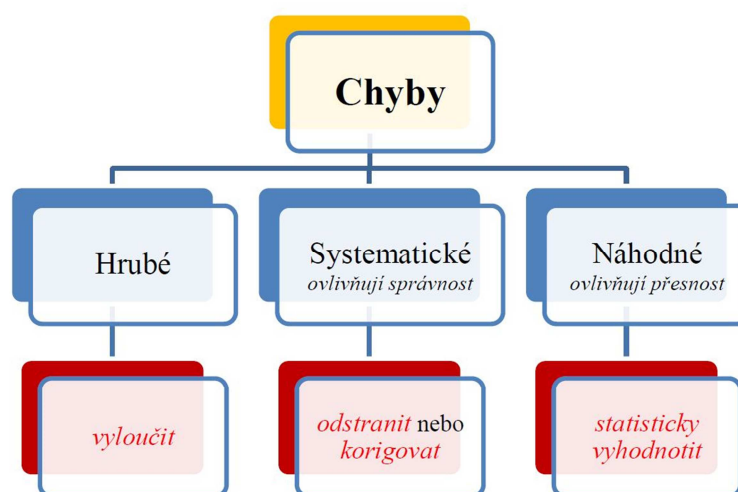 Chyby
Hrubé
Systematické
ovlivňují správnost
Náhodné
ovlivňují přesnost
vyloučit
odstranit nebo
korigovat
statisticky
vyhodnotit